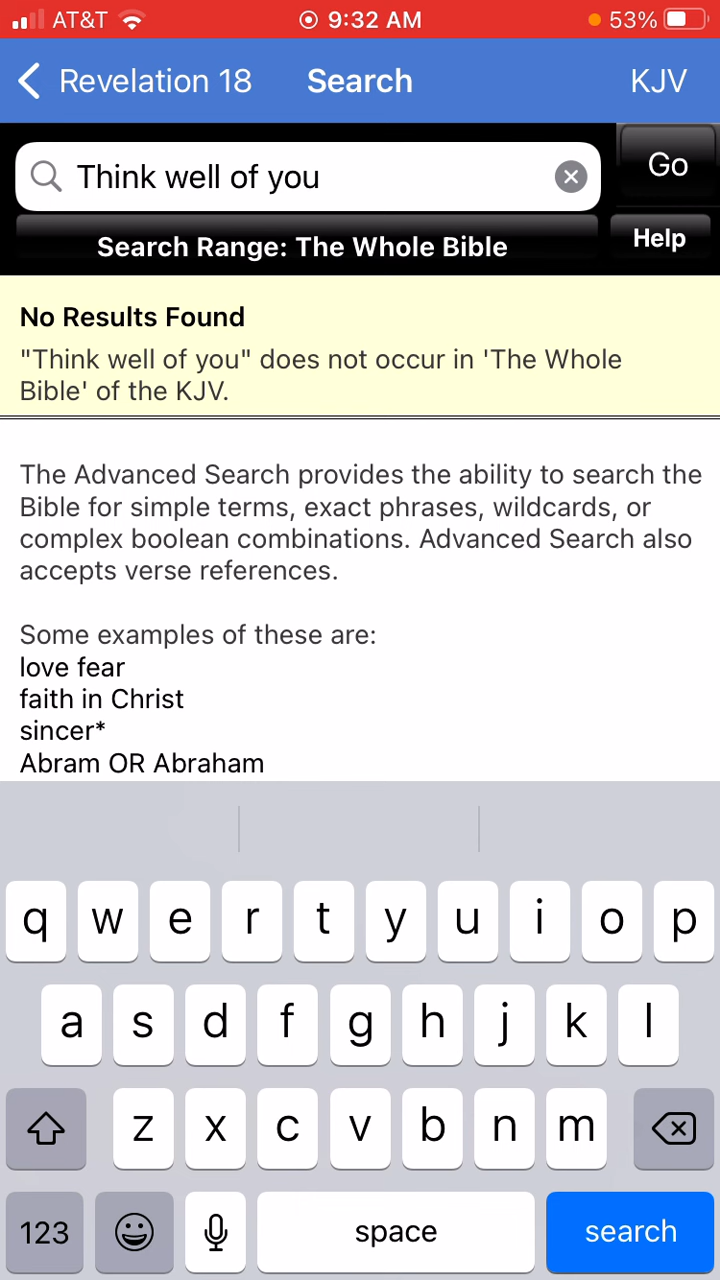 AT&T 9:32 AM 53%
Revelation 18 Search KJV
Think well of you Go
Search Range: The Whole Bible Help
No Results Found
"Think well of you" does not occur in 'The Whole
Bible' of the KJV.
The Advanced Search provides the ability to search the
Bible for simple terms, exact phrases, wildcards, or
complex boolean combinations. Advanced Search also
accepts verse references.
Some examples of these are:
love fear
faith in Christ
sincer*
Abram OR Abraham
q w e r t y u i o p
a s d f g h j k l
z x c v b n m
123 space search